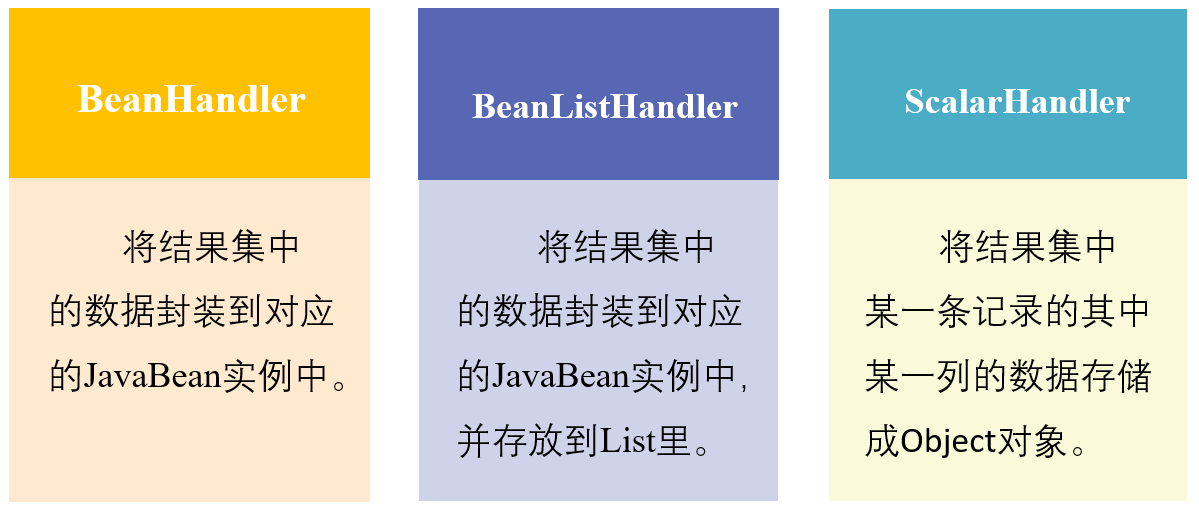 BeanHandler
将结果集中
的数据封装到对应
的JavaBean实例中。
BeanListHandler
将结果集中
的数据封装到对应
的JavaBean实例中,
并存放到List里。
ScalarHandler
将结果集中
某一条记录的其中
某一列的数据存储
成Object对象。